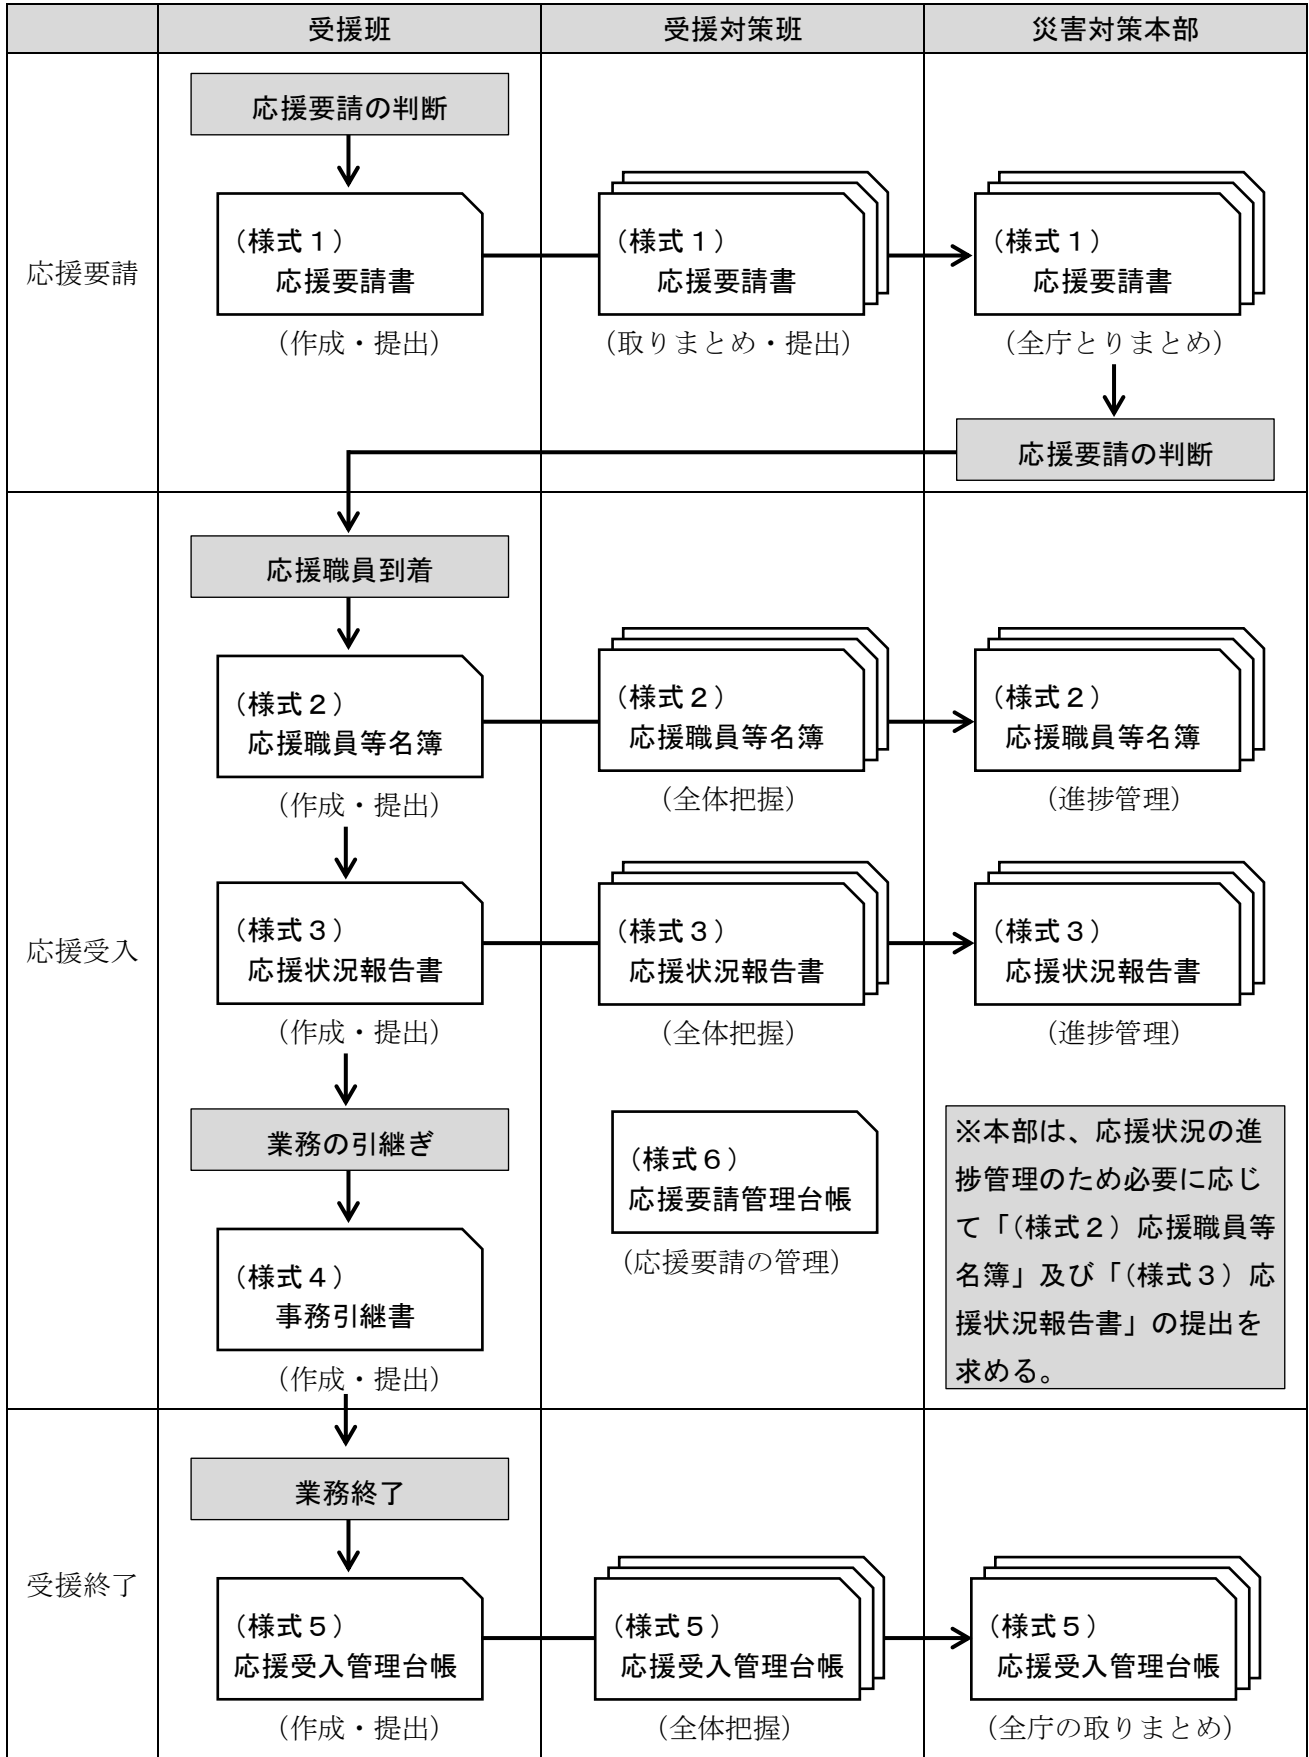 受援班
受援対策班
災害対策本部
応援要請
応援要請の判断
（様式１）
応援要請書
（作成・提出）
（様式１）
応援要請書
（取りまとめ・提出）
（様式１）
応援要請書
（全庁とりまとめ）
応援要請の判断
応援受入
応援職員到着
（様式２）
応援職員等名簿
（作成・提出）
（様式２）
応援職員等名簿
（全体把握）
（様式２）
応援職員等名簿
（進捗管理）
（様式３）
応援状況報告書
（作成・提出）
（様式３）
応援状況報告書
（全体把握）
（様式３）
応援状況報告書
（進捗管理）
業務の引継ぎ
（様式４）
事務引継書
（作成・提出）
（様式６）
応援要請管理台帳
（応援要請の管理）
※本部は、応援状況の進
捗管理のため必要に応じ
て「（様式２）応援職員等
名簿」及び「（様式３）応
援状況報告書」の提出を
求める。
受援終了
業務終了
（様式５）
応援受入管理台帳
（作成・提出）
（様式５）
応援受入管理台帳
（全体把握）
（様式５）
応援受入管理台帳
（全庁の取りまとめ）